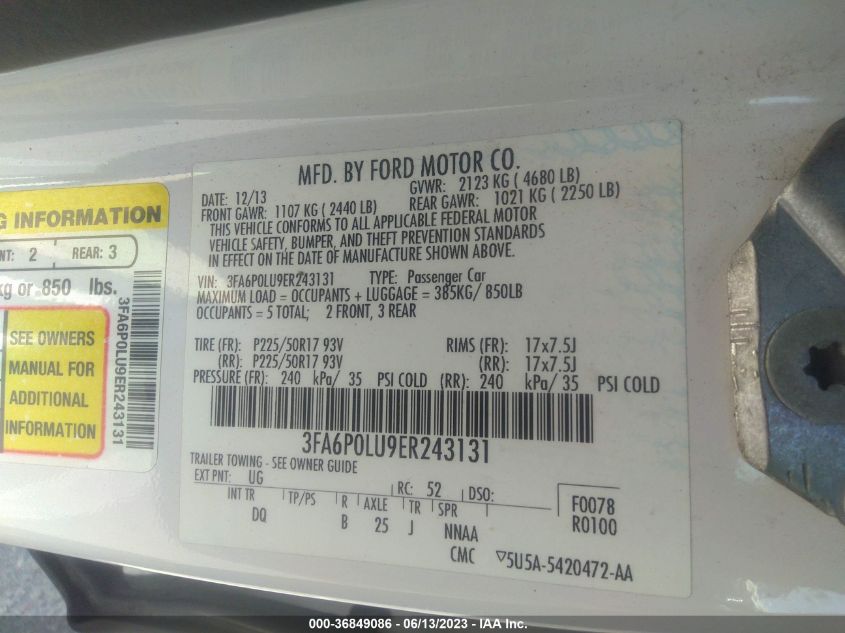 MFD. BY FORD MOTOR CO.
DATE: 12/13 GVWR: 2123 KG ( 4680 LB)
FRONT GAWR: 1107 KG ( 2440 LB) REAR GAWR: 1021 KG ( 2250 LB)
THIS VEHICLE CONFORMS TO ALL APPLICABLE FEDERAL MOTOR
VEHICLE SAFETY, BUMPER, AND THEFT PREVENTION STANDARDS
IN EFFECT ON THE DATE OF MANUFACTURE SHOWN ABOVE.
VIN: 3FA6P0LU9ER243131 TYPE: Passenger Car
MAXIMUM LOAD = OCCUPANTS + LUGGAGE = 385KG/ 850LB
OCCUPANTS = 5 TOTAL; 2 FRONT, 3 REAR
TIRE (FR): P225/50R17 93V RIMS (FR): 17x7.5J
(RR): P225/50R17 93V (RR): 17x7.5J
PRESSURE (FR): 240 kPa/ 35 PSI COLD (RR): 240 kPa/ 35 PSI COLD
3FA6P0LU9ER243131
TRAILER TOWING - SEE OWNER GUIDE
EXT PNT: UG RC: 52 DSO:
INT TR TP/PS R AXLE TR SPR
DQ B 25 J NNAA
CMC
F0078
R0100
▽5U5A-5420472-AA
G INFORMATION
NT: 2 REAR: 3
kg or 850 lbs.
SEE OWNERS
MANUAL FOR
ADDITIONAL
INFORMATION
3FA6P0LU9ER243131
000-36849086 - 06/13/2023 - IAA Inc.